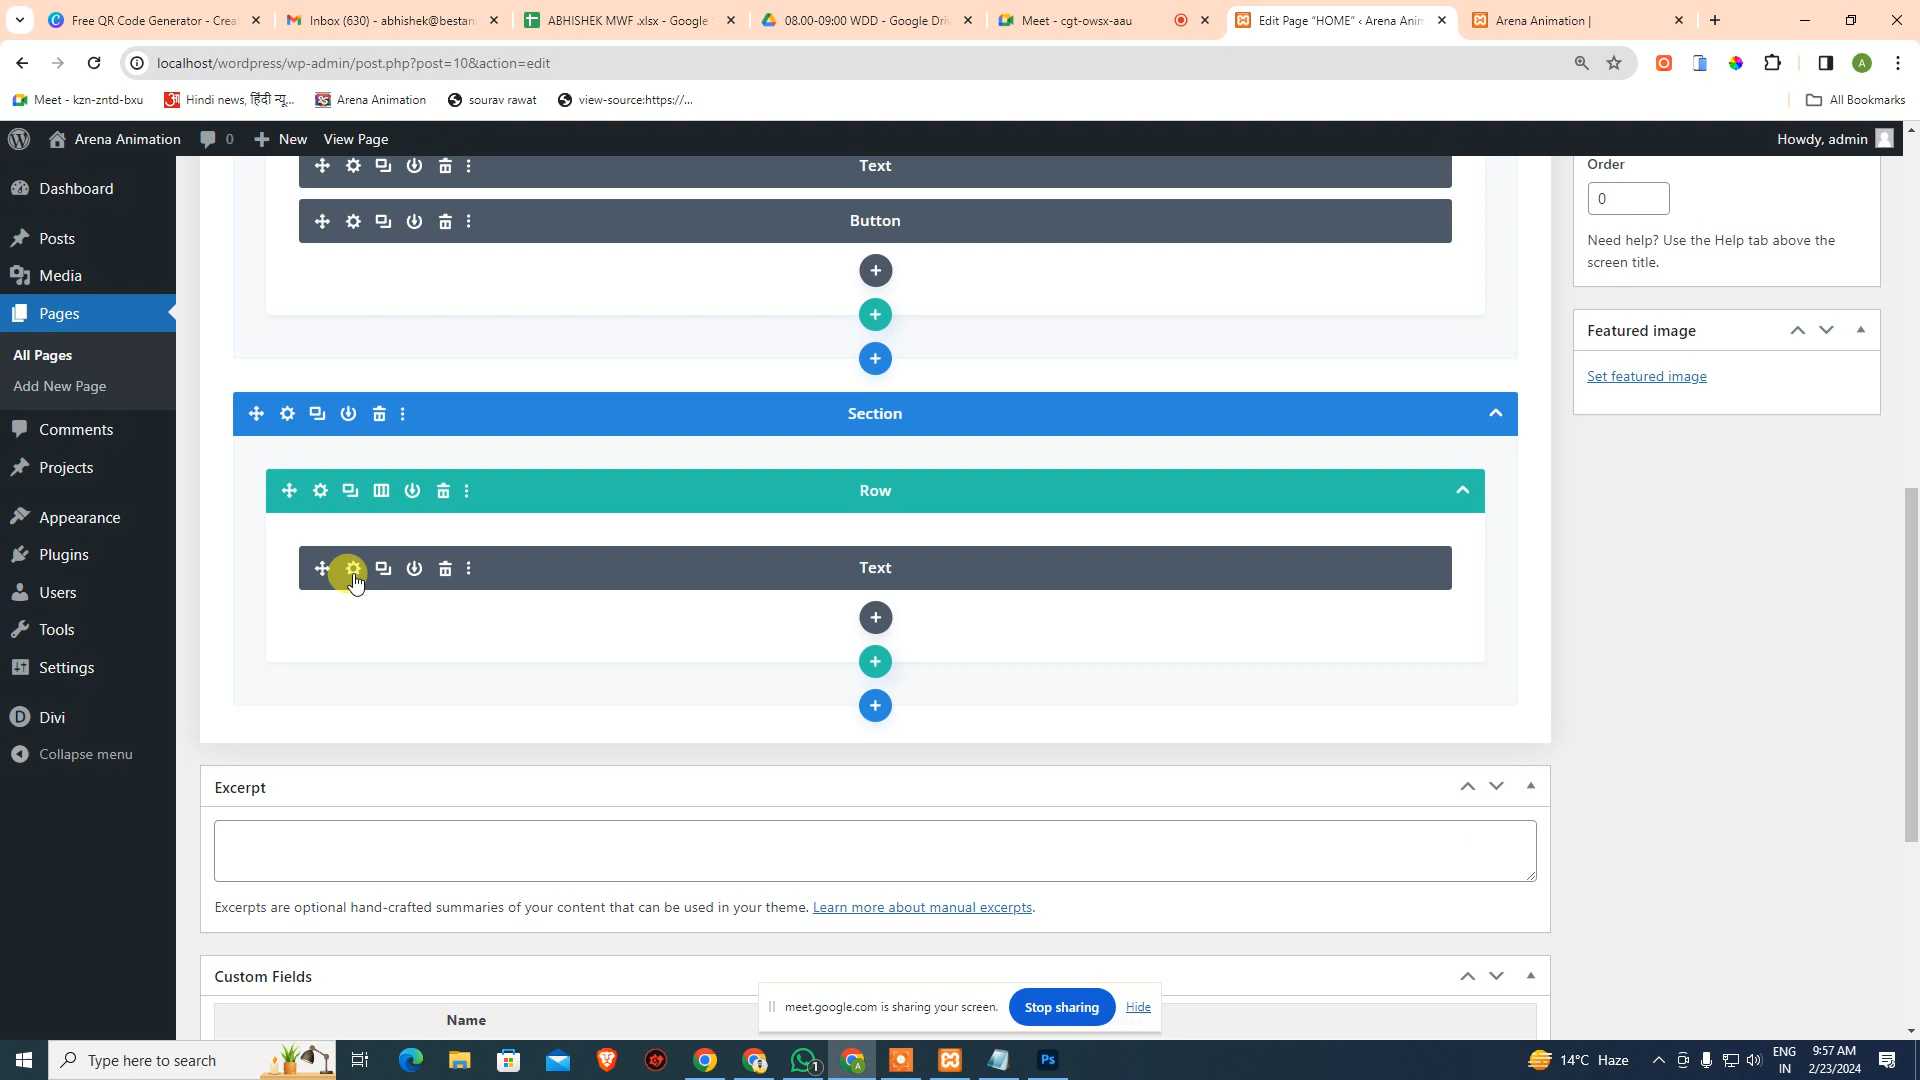 Free QR Code Generator - Crea
Inbox (630) - abhishek@bestan
ABHISHEK MWF .xlsx - Google S
08.00-09:00 WDD - Google Driv
Meet - cgt-owsx-aau
Edit Page “HOME” ‹ Arena Anim
Arena Animation |
localhost/wordpress/wp-admin/post.php?post=10&action=edit
Meet - kzn-zntd-bxu
Hindi news, हिंदी न्यू...
Arena Animation
sourav rawat
view-source:https://...
All Bookmarks
Arena Animation
0
New
View Page
Howdy, admin
Dashboard
Posts
Media
Pages
All Pages
Add New Page
Comments
Projects
Appearance
Plugins
Users
Tools
Settings
Divi
Collapse menu
Text
Button
Section
Row
Text
Order
0
Need help? Use the Help tab above the
screen title.
Featured image
Set featured image
Excerpt
Excerpts are optional hand-crafted summaries of your content that can be used in your theme. Learn more about manual excerpts.
Custom Fields
Name
meet.google.com is sharing your screen.
Stop sharing
Hide
Type here to search
14°C Haze
ENG
IN
9:57 AM
2/23/2024